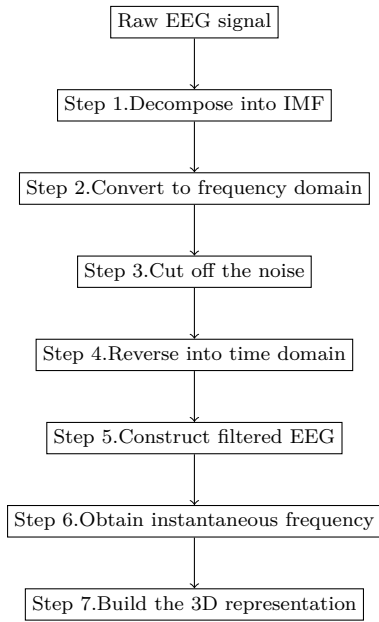 Raw EEG signal
Step 1.Decompose into IMF
Step 2.Convert to frequency domain
Step 3.Cut off the noise
Step 4.Reverse into time domain
Step 5.Construct filtered EEG
Step 6.Obtain instantaneous frequency
Step 7.Build the 3D representation